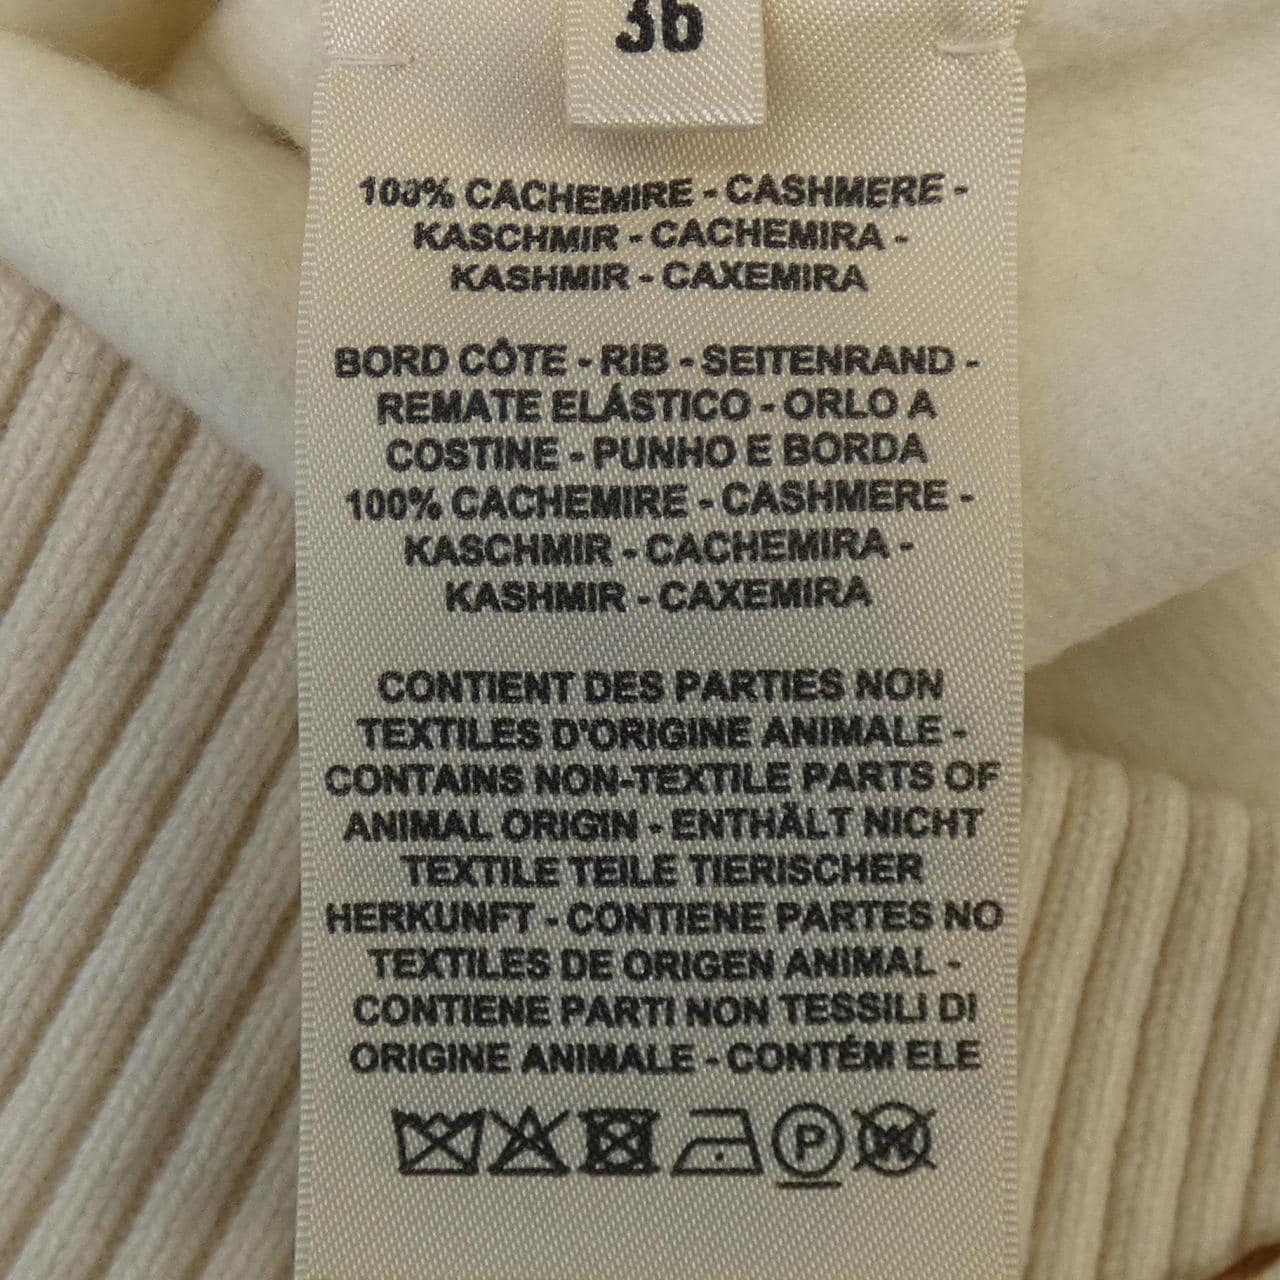 36
100% CACHEMIRE - CASHMERE -
KASCHMIR - CACHEMIRA -
KASHMIR - CAXEMIRA
BORD CÔTE - RIB - SEITENRAND -
REMATE ELÁSTICO - ORLO A
COSTINE - PUNHO E BORDA
100% CACHEMIRE - CASHMERE -
KASCHMIR - CACHEMIRA -
KASHMIR - CAXEMIRA
CONTIENT DES PARTIES NON
TEXTILES D'ORIGINE ANIMALE -
CONTAINS NON-TEXTILE PARTS OF
ANIMAL ORIGIN - ENTHÄLT NICHT
TEXTILE TEILE TIERISCHER
HERKUNFT - CONTIENE PARTES NO
TEXTILES DE ORIGEN ANIMAL -
CONTIENE PARTI NON TESSILI DI
ORIGINE ANIMALE - CONTÉM ELE
P W